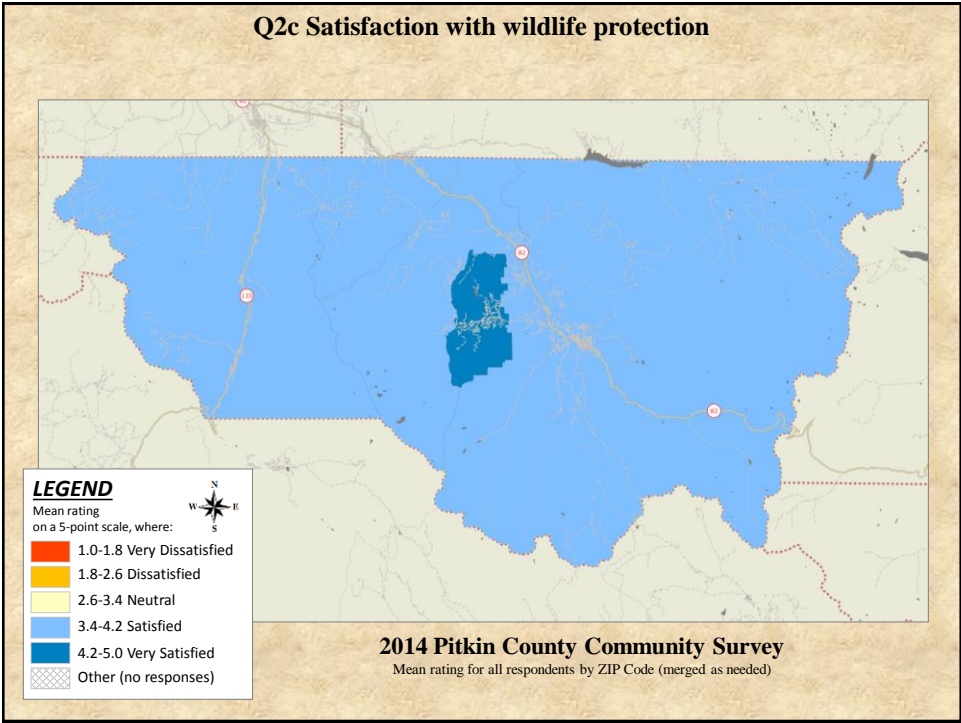 Q2c Satisfaction with wildlife protection
82
133
82
LEGEND
Mean rating
on a 5-point scale, where:
N
W
E
S
1.0-1.8 Very Dissatisfied
1.8-2.6 Dissatisfied
2.6-3.4 Neutral
3.4-4.2 Satisfied
4.2-5.0 Very Satisfied
Other (no responses)
2014 Pitkin County Community Survey
Mean rating for all respondents by ZIP Code (merged as needed)